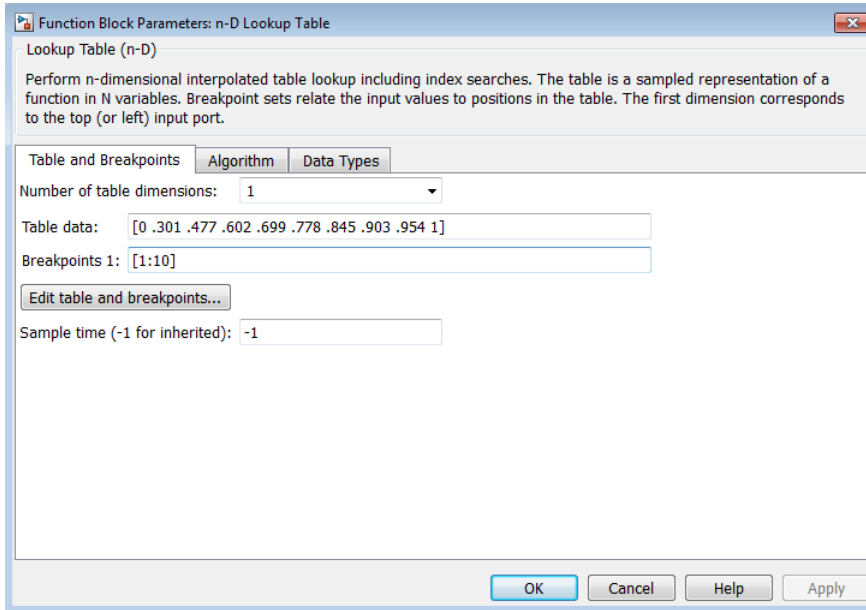 Function Block Parameters: n-D Lookup Table
Lookup Table (n-D)
Perform n-dimensional interpolated table lookup including index searches. The table is a sampled representation of a
function in N variables. Breakpoint sets relate the input values to positions in the table. The first dimension corresponds
to the top (or left) input port.
Table and Breakpoints Algorithm Data Types
Number of table dimensions: 1
Table data: [0 .301 .477 .602 .699 .778 .845 .903 .954 1]
Breakpoints 1: [1:10]
Edit table and breakpoints...
Sample time (-1 for inherited): -1
OK Cancel Help Apply